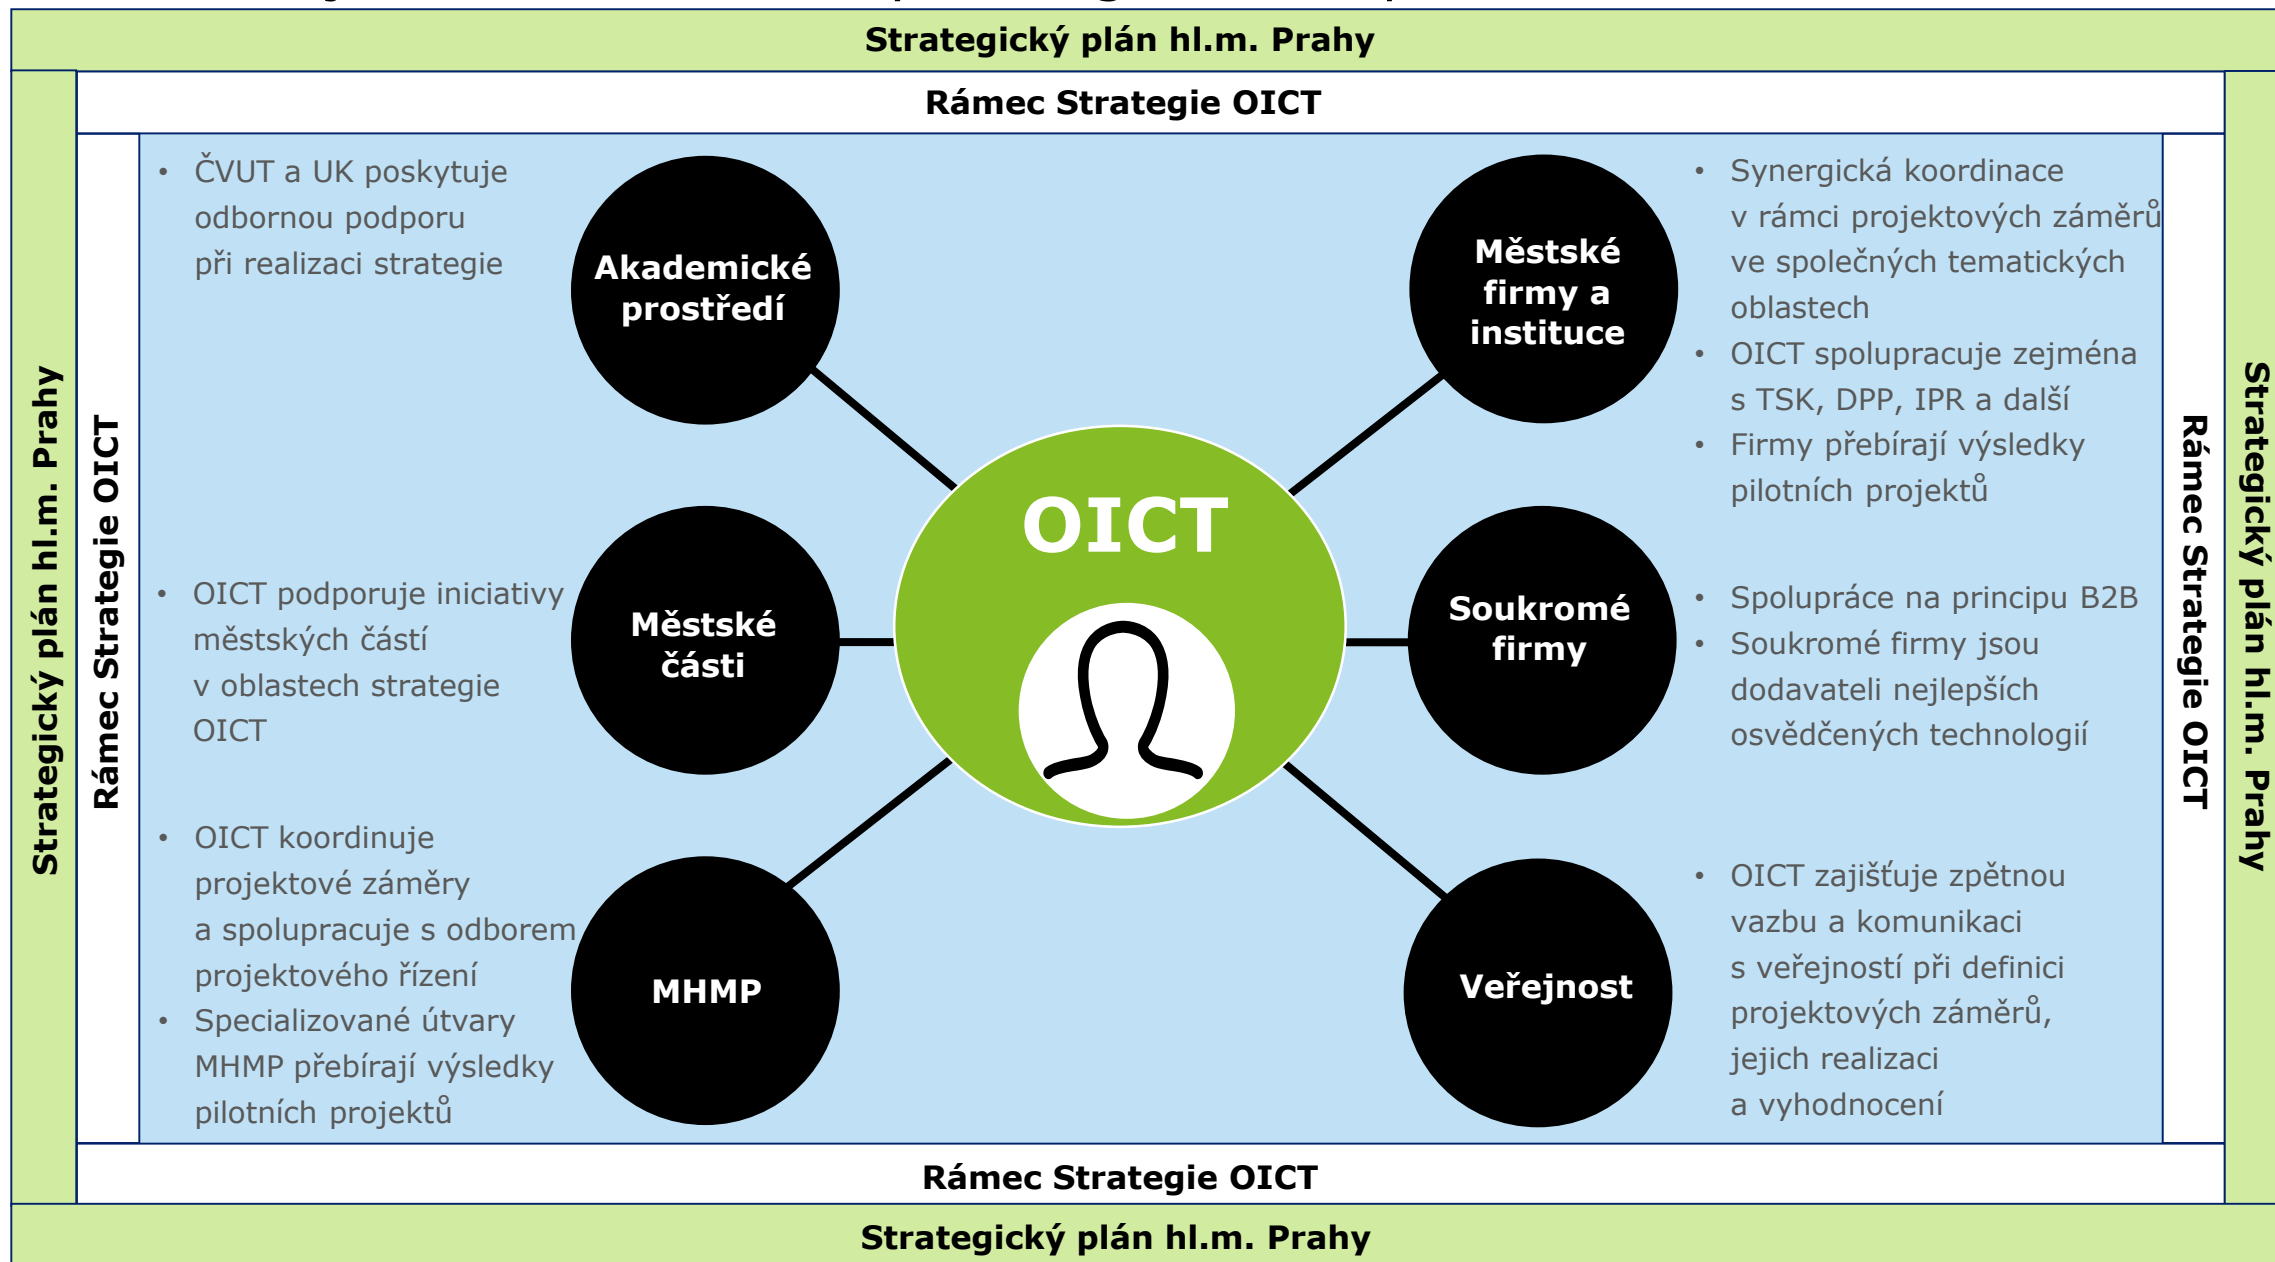 Strategický plán hl.m. Prahy
Rámec Strategie OICT
Strategický plán hl.m. Prahy
Rámec Strategie OICT
• ČVUT a UK poskytuje
odbornou podporu
při realizaci strategie
Akademické
prostředí
• OICT podporuje iniciativy
městských částí
v oblastech strategie
OICT
Městské
části
• OICT koordinuje
projektové záměry
a spolupracuje s odborem
projektového řízení
• Specializované útvary
MHMP přebírají výsledky
pilotních projektů
MHMP
OICT
Městské
firmy a
instituce
• Synergická koordinace
v rámci projektových záměrů
ve společných tematických
oblastech
• OICT spolupracuje zejména
s TSK, DPP, IPR a další
• Firmy přebírají výsledky
pilotních projektů
Soukromé
firmy
• Spolupráce na principu B2B
• Soukromé firmy jsou
dodavateli nejlepších
osvědčených technologií
Veřejnost
• OICT zajišťuje zpětnou
vazbu a komunikaci
s veřejností při definici
projektových záměrů,
jejich realizaci
a vyhodnocení
Rámec Strategie OICT
Strategický plán hl.m. Prahy
Rámec Strategie OICT
Strategický plán hl.m. Prahy